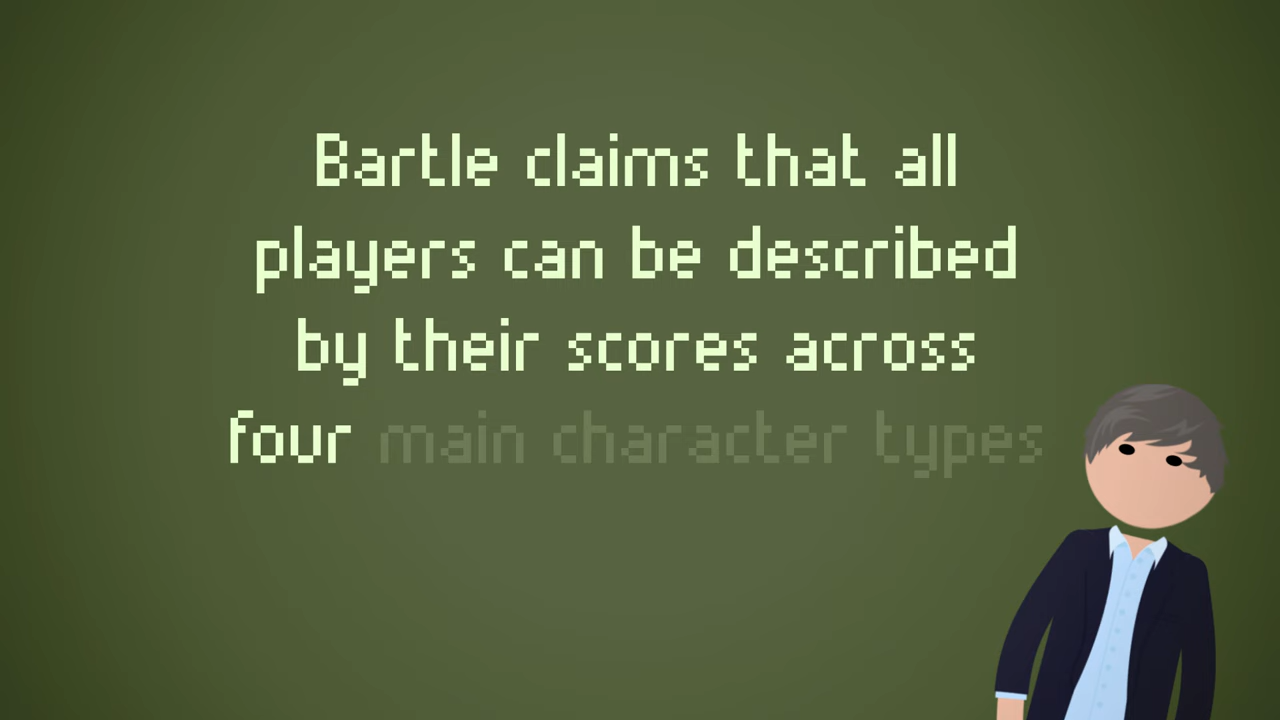 Bartle claims that all
players can be described
by their scores across
four main character types